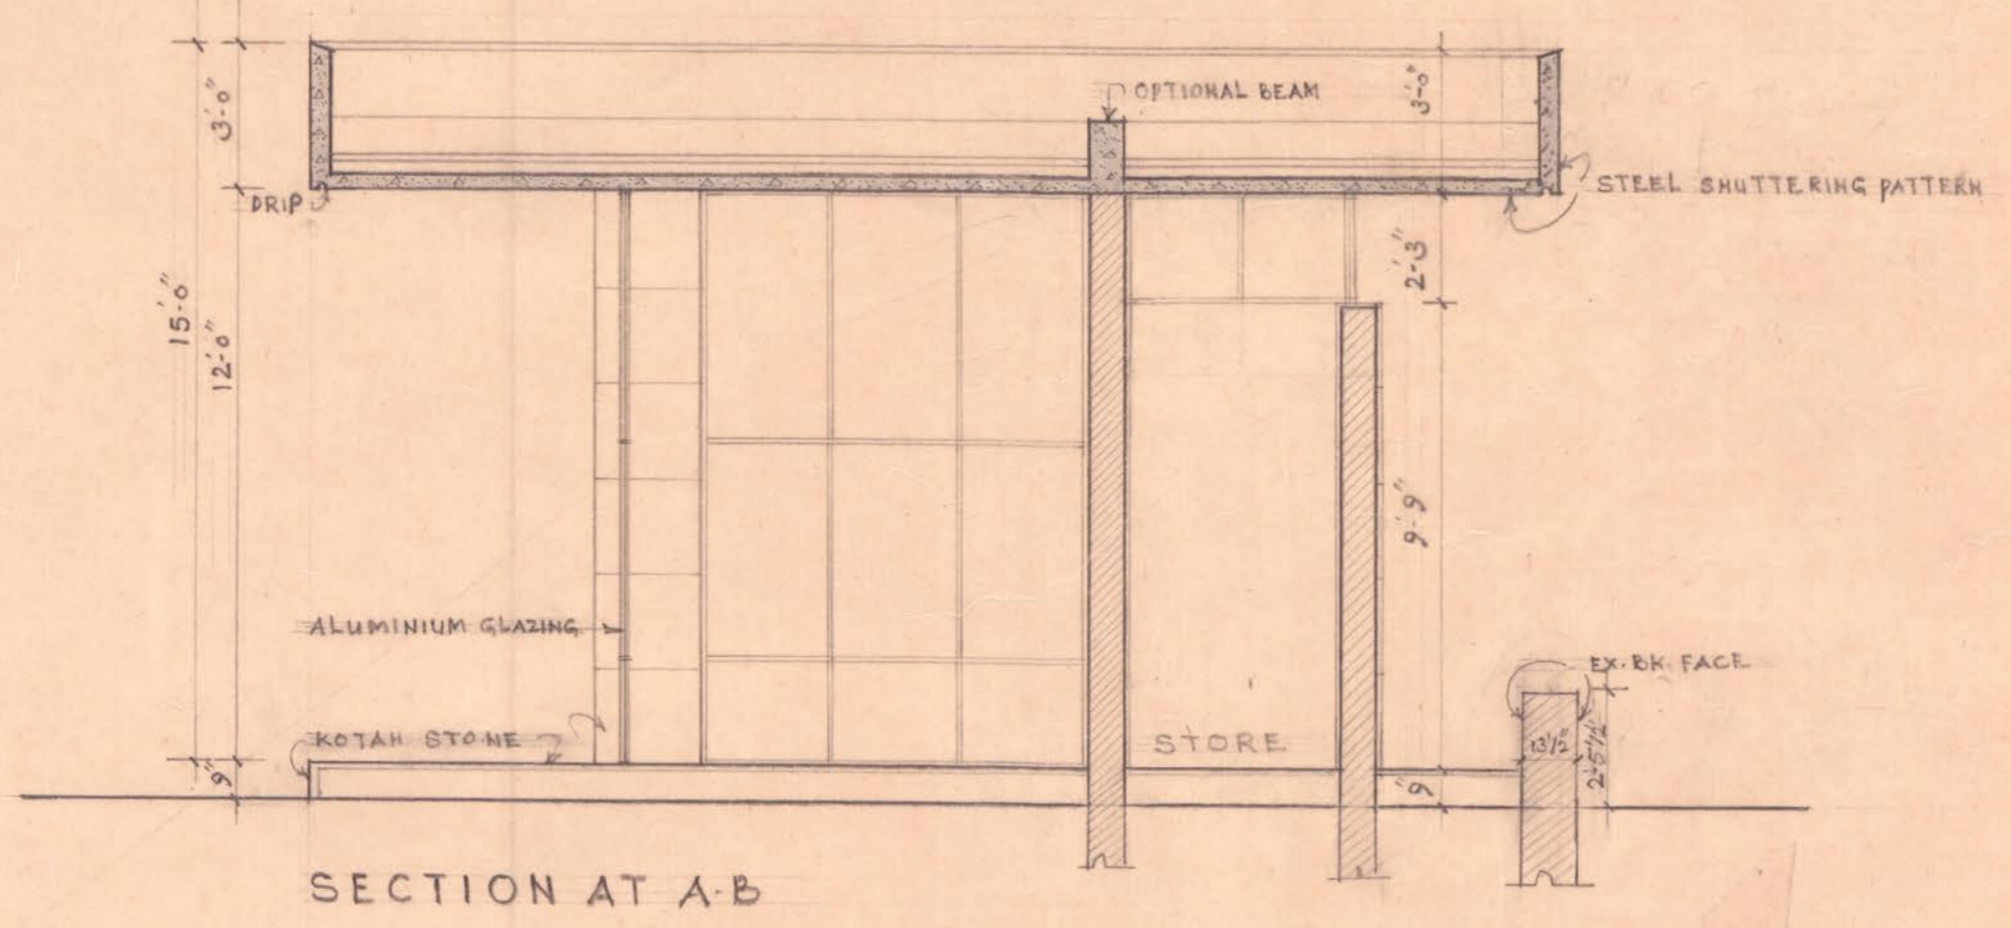 3'-0"
OPTIONAL BEAM
3'-0"
DRIP
STEEL SHUTTERING PATTERN
2'-3"
15'-0"
12'-0"
9'-9"
ALUMINIUM GLAZING
EX. BK. FACE
KOTAH STONE
STORE
13½"
2'-5½"
9"
9"
SECTION AT A-B